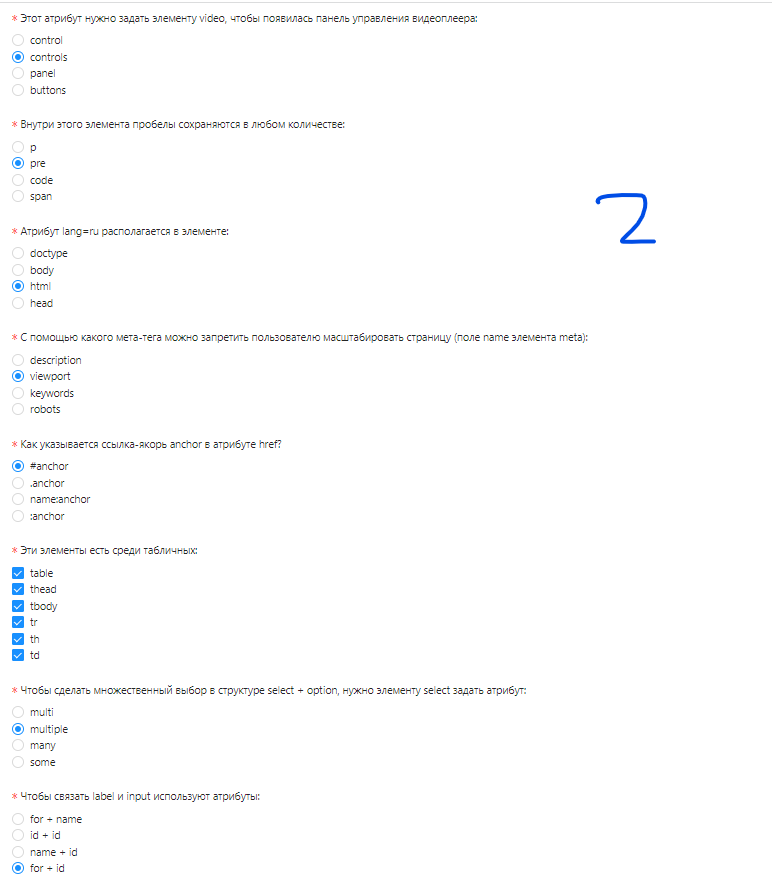 * Этот атрибут нужно задать элементу video, чтобы появилась панель управления видеоплеера:
control
controls
panel
buttons
* Внутри этого элемента пробелы сохраняются в любом количестве:
p
pre
code
span
2
* Атрибут lang=ru располагается в элементе:
doctype
body
html
head
* С помощью какого мета-тега можно запретить пользователю масштабировать страницу (поле name элемента meta):
description
viewport
keywords
robots
* Как указывается ссылка-якорь anchor в атрибуте href?
#anchor
.anchor
name:anchor
:anchor
* Эти элементы есть среди табличных:
table
thead
tbody
tr
th
td
* Чтобы сделать множественный выбор в структуре select + option, нужно элементу select задать атрибут:
multi
multiple
many
some
* Чтобы связать label и input используют атрибуты:
for + name
id + id
name + id
for + id